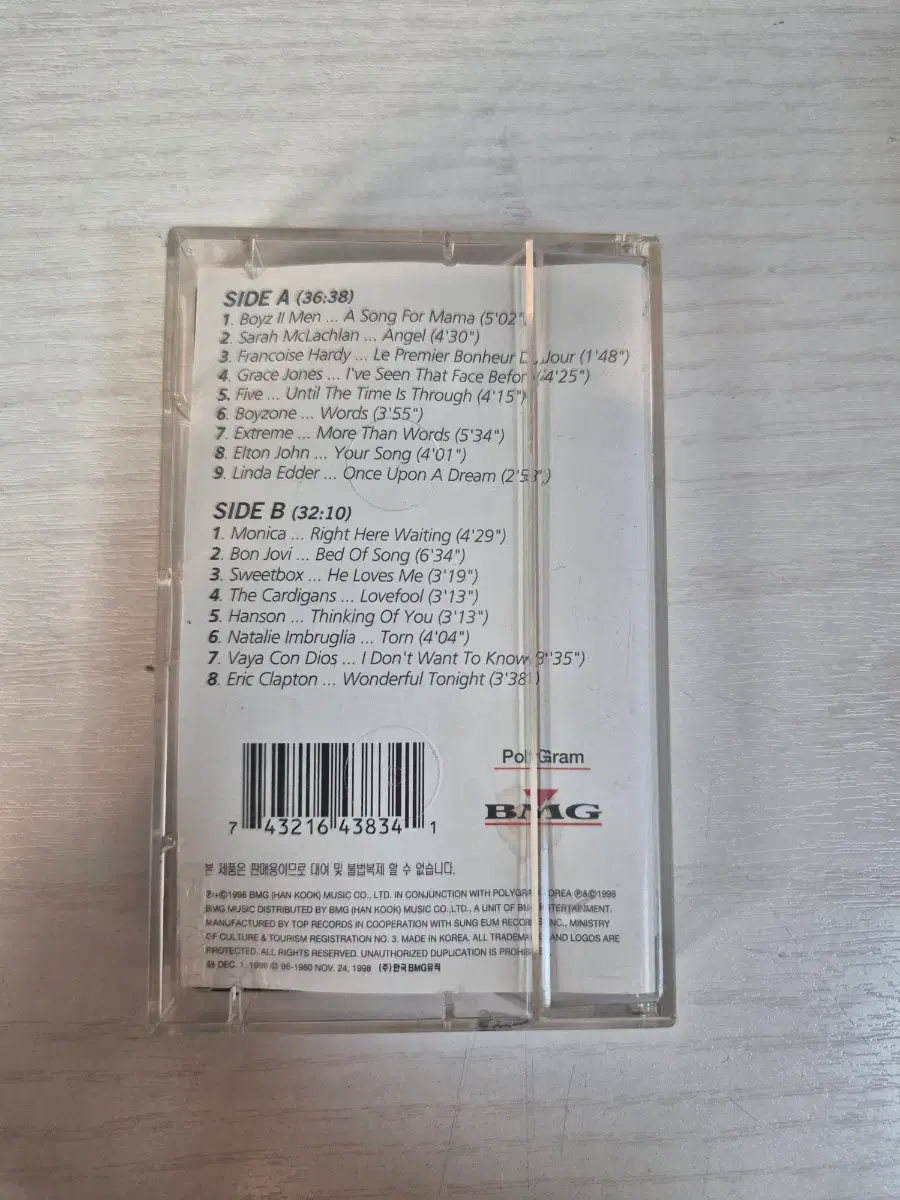 SIDE A (36:38)
1. Boyz II Men ... A Song For Mama (5'02")
2. Sarah McLachlan ... Angel (4'30")
3. Francoise Hardy ... Le Premier Bonheur Jour (1'48")
4. Grace Jones ... I've Seen That Face (4'25")
5. Five ... Until The Time Is Through (4'15")
6. Boyzone ... Words (3'55")
7. Extreme ... More Than Words (5'34")
8. Elton John ... Your Song (4'01")
9. Linda Edder ... Once Upon A Dream (2'53")
SIDE B (32:10)
1. Monica ... Right Here Waiting (4'29")
2. Bon Jovi ... Bed Of Song (6'34")
3. Sweetbox ... He Loves Me (3'19")
4. The Cardigans ... Lovefool (3'13")
5. Hanson ... Thinking Of You (3'13")
6. Natalie Imbruglia ... Torn (4'04")
7. Vaya Con Dios ... I Don't Want To Know (3'35")
8. Eric Clapton ... Wonderful Tonight (3'38")
7 43216 43834 1
PolyGram
BMG
본 제품은 판매용이므로 대여 및 불법복제 할 수 없습니다.
℗+©1998 BMG (HAN KOOK) MUSIC CO., LTD. IN CONJUNCTION WITH POLYGRAM KOREA ℗&©1998
BMG MUSIC DISTRIBUTED BY BMG (HAN KOOK) MUSIC CO., LTD., A UNIT OF BMG ENTERTAINMENT.
MANUFACTURED BY TOP RECORDS IN COOPERATION WITH SUNG EUM RECORDS INC., MINISTRY
OF CULTURE & TOURISM REGISTRATION NO. 3. MADE IN KOREA. ALL TRADEMARKS AND LOGOS ARE
PROTECTED. ALL RIGHTS RESERVED. UNAUTHORIZED DUPLICATION IS PROHIBITED.
DEC. 1, 1998 98-1960 NOV. 24, 1998 (주) 한국BMG뮤직